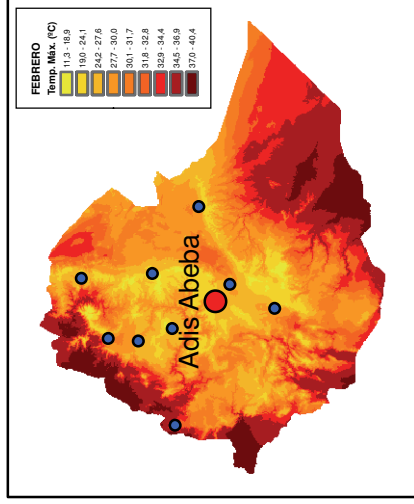 FEBRERO
Temp. Máx. (ºC)
11,3 - 18,9
19,0 - 24,1
24,2 - 27,6
27,7 - 30,0
30,1 - 31,7
31,8 - 32,8
32,9 - 34,4
34,5 - 36,9
37,0 - 40,4
Adis Abeba